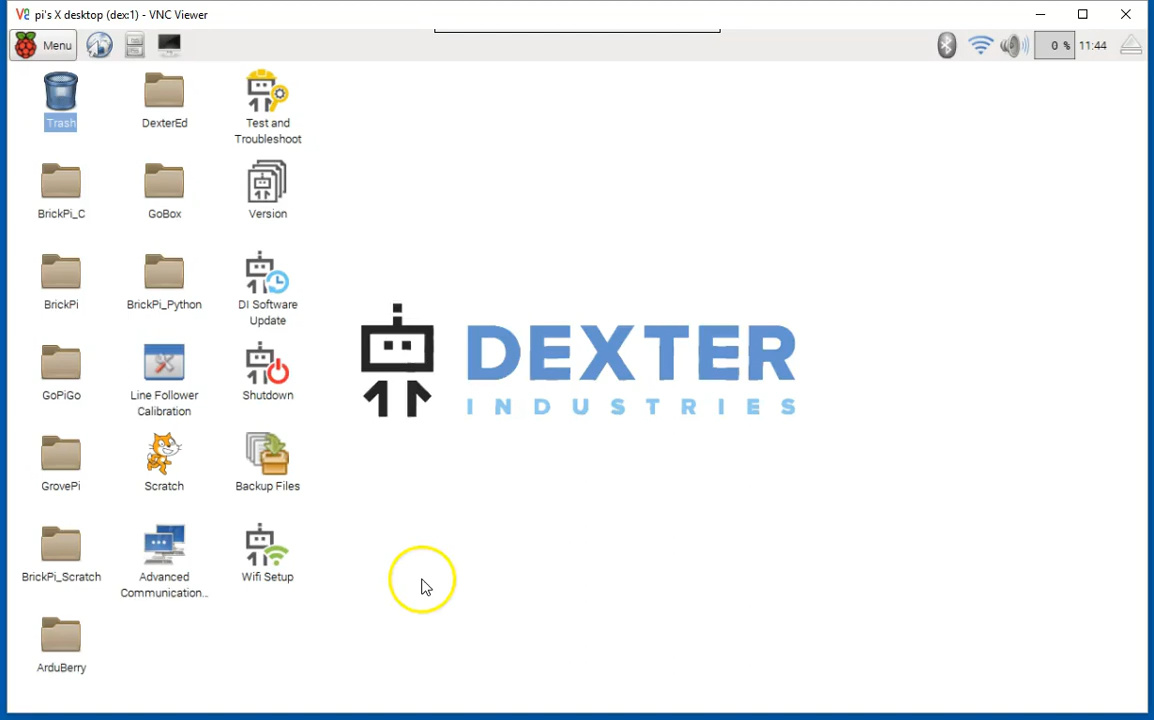 pi's X desktop (dex:1) - VNC Viewer
Menu
0 %
11:44
Trash
DexterEd
Test and
Troubleshoot
BrickPi_C
GoBox
Version
BrickPi
BrickPi_Python
DI Software
Update
GoPiGo
Line Follower
Calibration
Shutdown
GrovePi
Scratch
Backup Files
BrickPi_Scratch
Advanced
Communication...
Wifi Setup
ArduBerry
DEXTER
INDUSTRIES